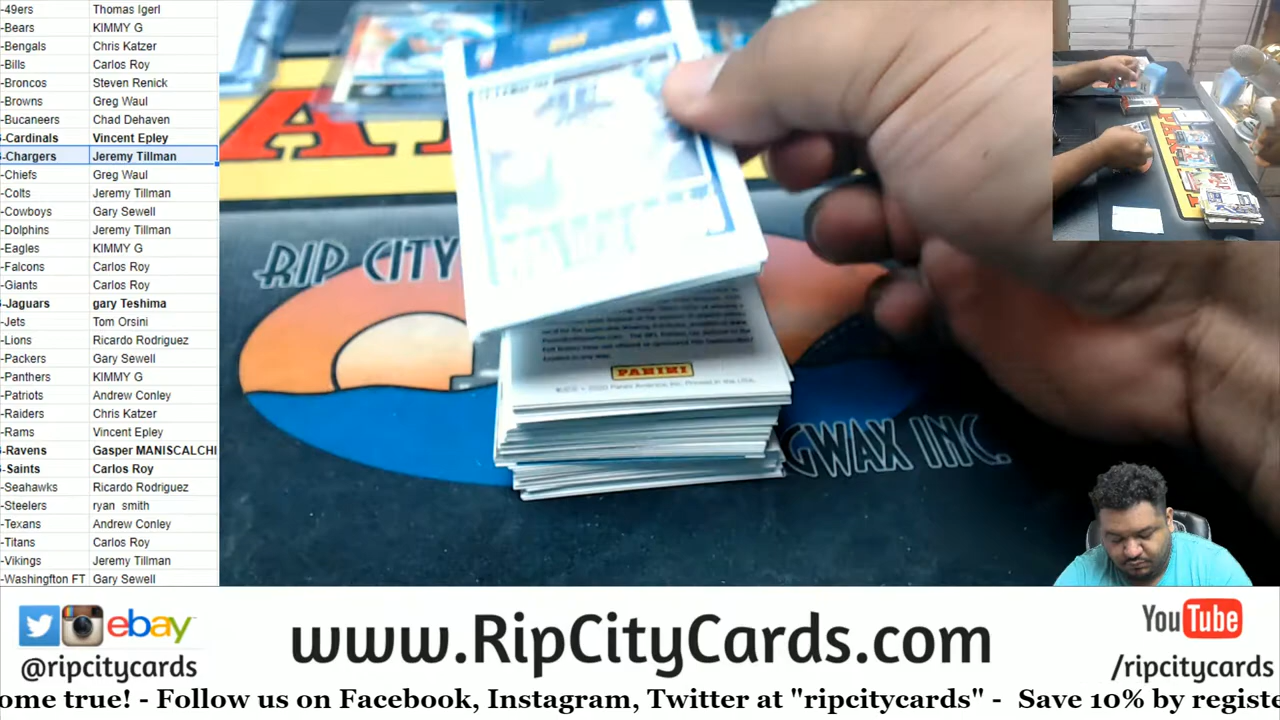 -49ers Thomas Igerl
-Bears KIMMY G
-Bengals Chris Katzer
-Bills Carlos Roy
-Broncos Steven Renick
-Browns Greg Waul
-Bucaneers Chad Dehaven
-Cardinals Vincent Epley
-Chargers Jeremy Tillman
-Chiefs Greg Waul
-Colts Jeremy Tillman
-Cowboys Gary Sewell
-Dolphins Jeremy Tillman
-Eagles KIMMY G
-Falcons Carlos Roy
-Giants Carlos Roy
-Jaguars gary Teshima
-Jets Tom Orsini
-Lions Ricardo Rodriguez
-Packers Gary Sewell
-Panthers KIMMY G
-Patriots Andrew Conley
-Raiders Chris Katzer
-Rams Vincent Epley
-Ravens Gasper MANISCALCHI
-Saints Carlos Roy
-Seahawks Ricardo Rodriguez
-Steelers ryan smith
-Texans Andrew Conley
-Titans Carlos Roy
-Vikings Jeremy Tillman
-Washingfton FT Gary Sewell
RIP CITY
GWAX INC.
PANINI
ebay
@ripcitycards
www.RipCityCards.com
YouTube
/ripcitycards
ome true! - Follow us on Facebook, Instagram, Twitter at "ripcitycards" - Save 10% by registe